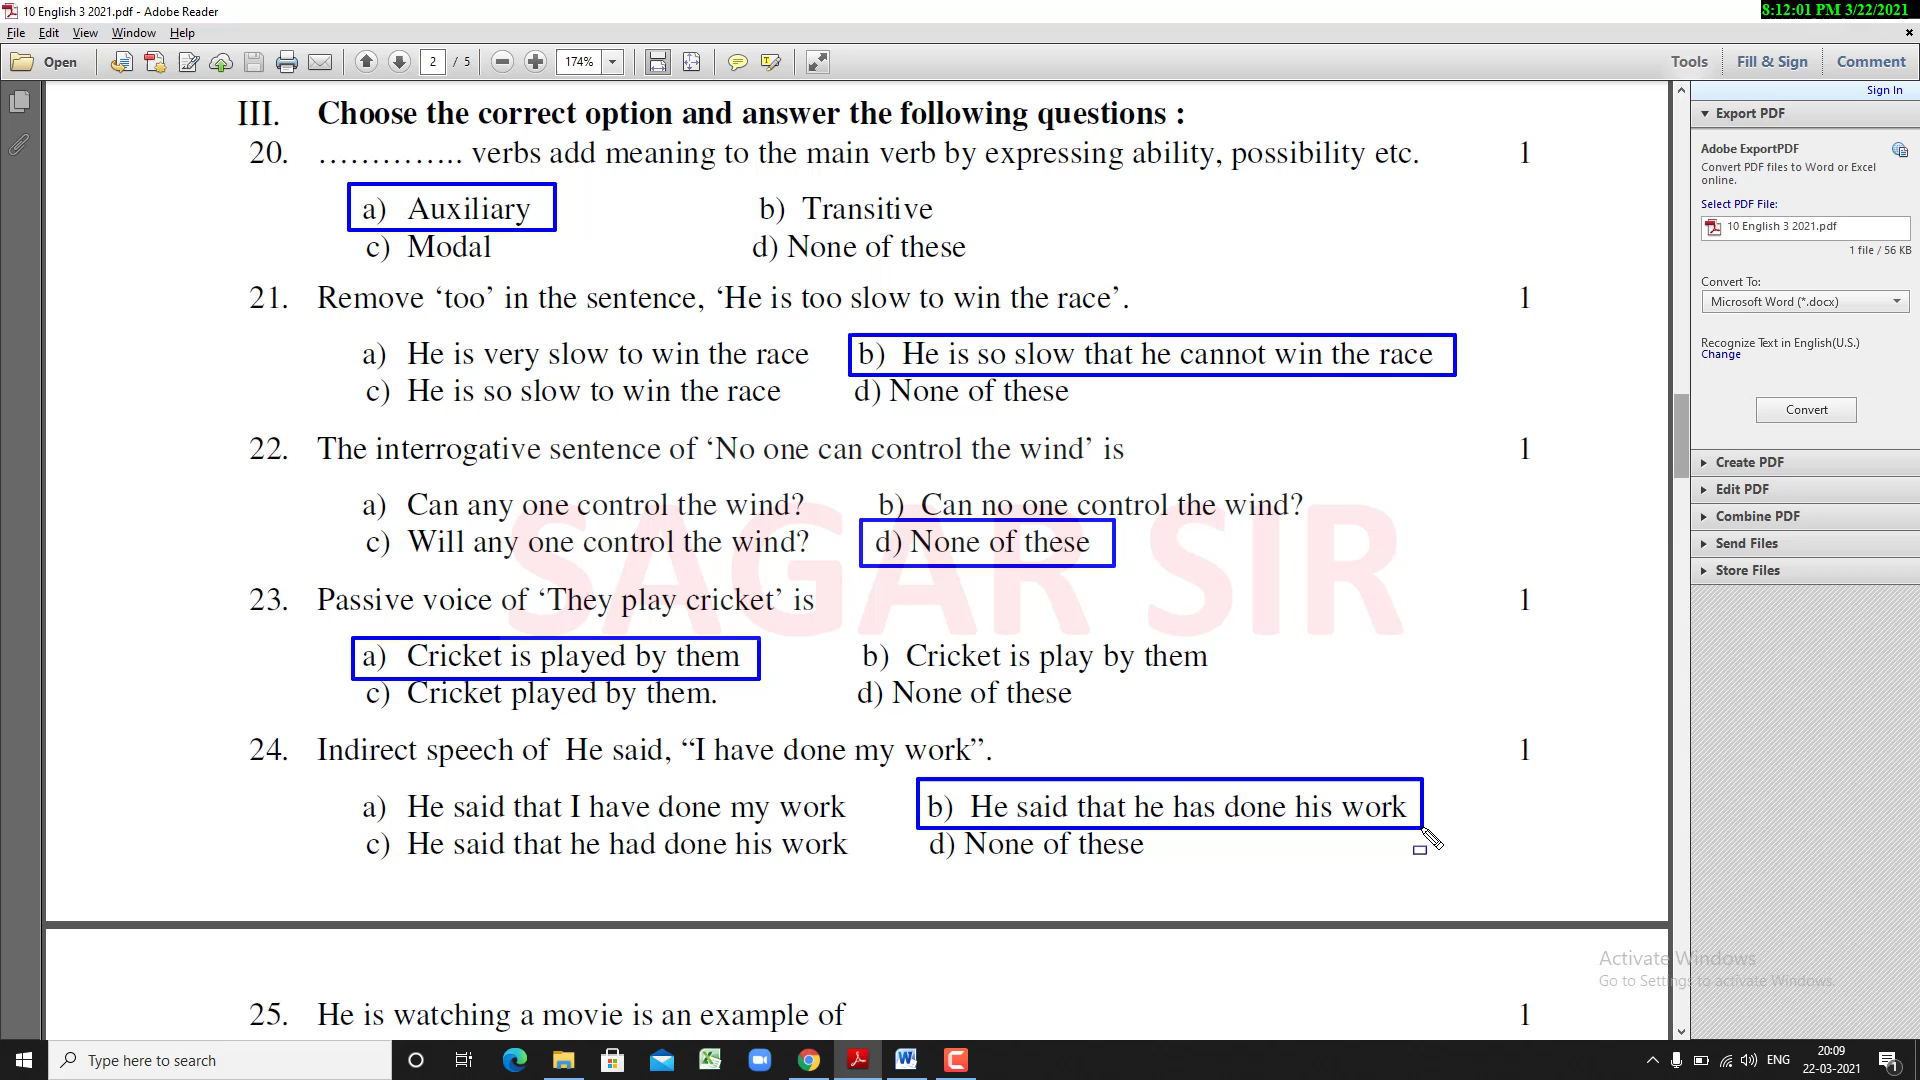 10 English 3 2021.pdf - Adobe Reader
8:12:01 PM 3/22/2021
File Edit View Window Help
Open
2 / 5
174%
Tools Fill & Sign Comment
Sign In
III. Choose the correct option and answer the following questions :
20. ………….. verbs add meaning to the main verb by expressing ability, possibility etc. 1
a) Auxiliary b) Transitive
c) Modal d) None of these
21. Remove ‘too’ in the sentence, ‘He is too slow to win the race’. 1
a) He is very slow to win the race b) He is so slow that he cannot win the race
c) He is so slow to win the race d) None of these
22. The interrogative sentence of ‘No one can control the wind’ is 1
a) Can any one control the wind? b) Can no one control the wind?
c) Will any one control the wind? d) None of these
SAGAR SIR
23. Passive voice of ‘They play cricket’ is 1
a) Cricket is played by them b) Cricket is play by them
c) Cricket played by them. d) None of these
24. Indirect speech of He said, “I have done my work”. 1
a) He said that I have done my work b) He said that he has done his work
c) He said that he had done his work d) None of these
25. He is watching a movie is an example of 1
Export PDF
Adobe ExportPDF
Convert PDF files to Word or Excel
online.
Select PDF File:
10 English 3 2021.pdf
1 file / 56 KB
Convert To:
Microsoft Word (*.docx)
Recognize Text in English(U.S.)
Change
Convert
Create PDF
Edit PDF
Combine PDF
Send Files
Store Files
Activate Windows
Go to Settings to activate Windows.
Type here to search
ENG
20:09
22-03-2021
1